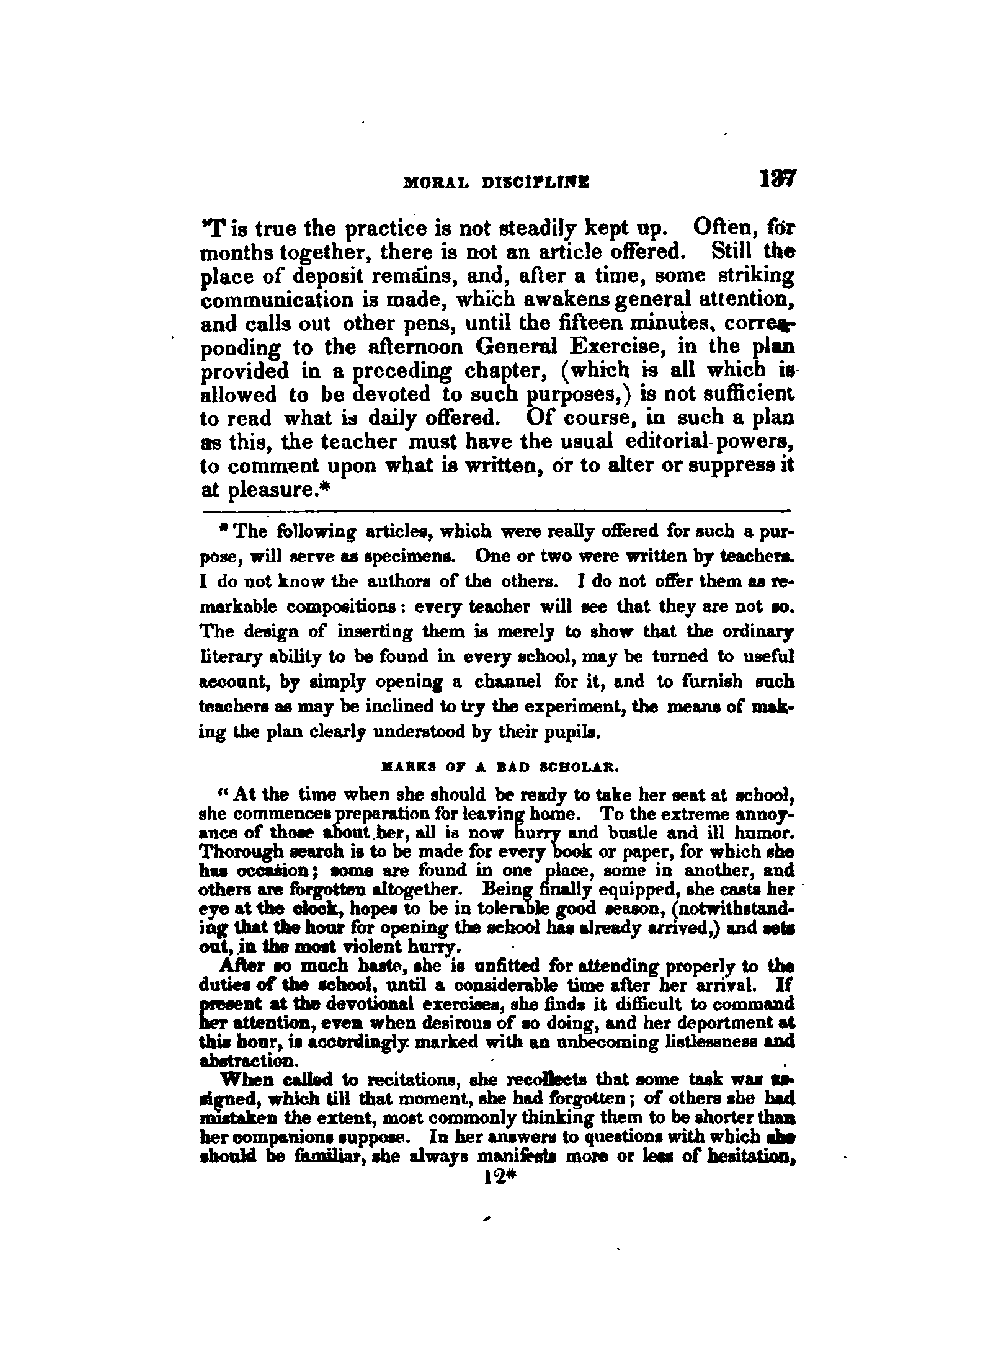 MORAL DISCIPLINE 137
'T is true the practice is not steadily kept up. Often, for
months together, there is not an article offered. Still the
place of deposit remains, and, after a time, some striking
communication is made, which awakens general attention,
and calls out other pens, until the fifteen minutes, corres-
ponding to the afternoon General Exercise, in the plan
provided in a preceding chapter, (which is all which is
allowed to be devoted to such purposes,) is not sufficient
to read what is daily offered. Of course, in such a plan
as this, the teacher must have the usual editorial powers,
to comment upon what is written, or to alter or suppress it
at pleasure.*
* The following articles, which were really offered for such a pur-
pose, will serve as specimens. One or two were written by teachers.
I do not know the authors of the others. I do not offer them as re-
markable compositions: every teacher will see that they are not so.
The design of inserting them is merely to show that the ordinary
literary ability to be found in every school, may be turned to useful
account, by simply opening a channel for it, and to furnish such
teachers as may be inclined to try the experiment, the means of mak-
ing the plan clearly understood by their pupils.
MARKS OF A BAD SCHOLAR.
“At the time when she should be ready to take her seat at school,
she commences preparation for leaving home. To the extreme annoy-
ance of those about her, all is now hurry and bustle and ill humor.
Thorough search is to be made for every book or paper, for which she
has occasion; some are found in one place, some in another, and
others are forgotten altogether. Being finally equipped, she casts her
eye at the clock, hopes to be in tolerable good season, (notwithstand-
ing that the hour for opening the school has already arrived,) and sets
out, in the most violent hurry.
After so much haste, she is unfitted for attending properly to the
duties of the school, until a considerable time after her arrival. If
present at the devotional exercises, she finds it difficult to command
her attention, even when desirous of so doing, and her deportment at
this hour, is accordingly marked with an unbecoming listlessness and
abstraction.
When called to recitations, she recollects that some task was as-
signed, which till that moment, she had forgotten; of others she had
mistaken the extent, most commonly thinking them to be shorter than
her companions suppose. In her answers to questions with which she
should be familiar, she always manifests more or less of hesitation,
12*